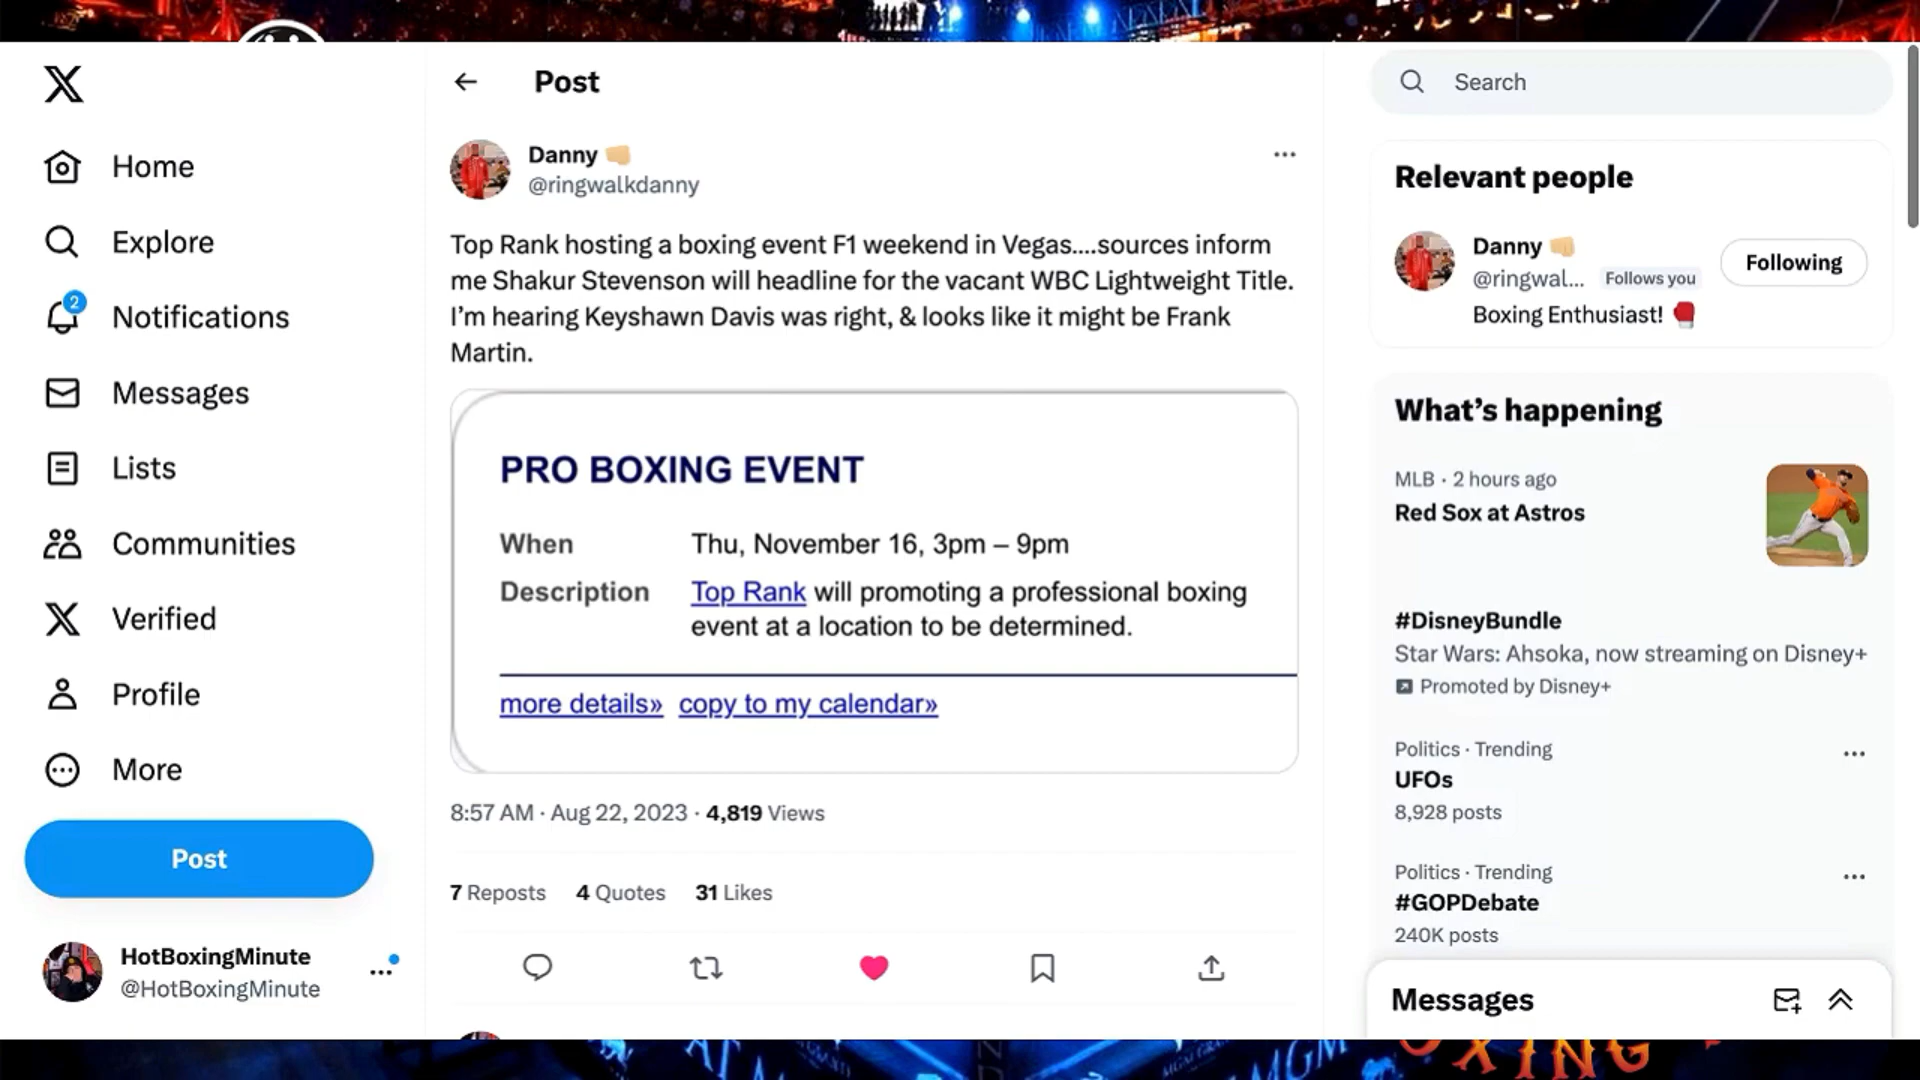 Home
Explore
2
Notifications
Messages
Lists
Communities
Verified
Profile
More
Post
HotBoxingMinute
@HotBoxingMinute
Post
Danny
@ringwalkdanny
Top Rank hosting a boxing event F1 weekend in Vegas....sources inform
me Shakur Stevenson will headline for the vacant WBC Lightweight Title.
I’m hearing Keyshawn Davis was right, & looks like it might be Frank
Martin.
PRO BOXING EVENT
When Thu, November 16, 3pm – 9pm
Description Top Rank will promoting a professional boxing
event at a location to be determined.
more details» copy to my calendar»
8:57 AM · Aug 22, 2023 · 4,819 Views
7 Reposts 4 Quotes 31 Likes
Search
Relevant people
Danny
@ringwal... Follows you
Following
Boxing Enthusiast!
What’s happening
MLB · 2 hours ago
Red Sox at Astros
#DisneyBundle
Star Wars: Ahsoka, now streaming on Disney+
Promoted by Disney+
Politics · Trending
UFOs
8,928 posts
Politics · Trending
#GOPDebate
240K posts
Messages
MGM